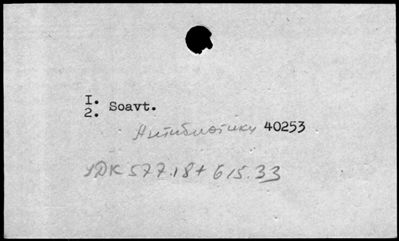 I.
2. Soavt.
Антибиотики 40253
УДК 577.18+615.33